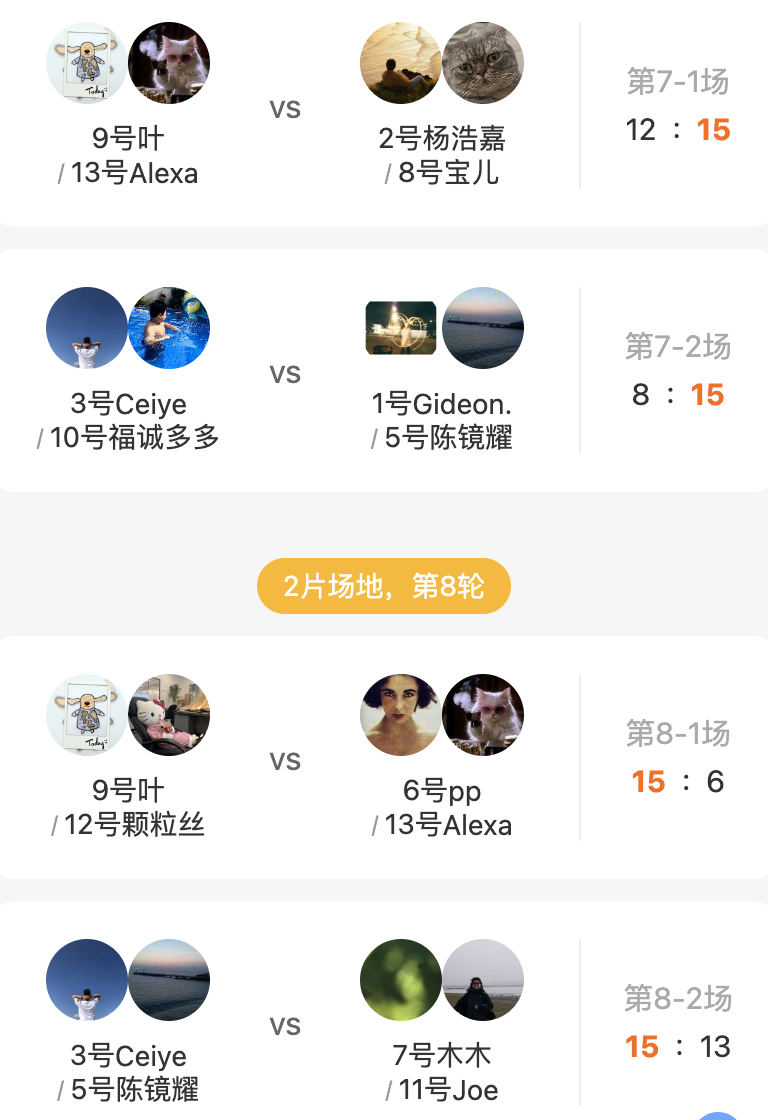 9号叶
/ 13号Alexa
vs
2号杨浩嘉
/ 8号宝儿
第7-1场
12 : 15
3号Ceiye
/ 10号福诚多多
vs
1号Gideon.
/ 5号陈镜耀
第7-2场
8 : 15
2片场地，第8轮
9号叶
/ 12号颗粒丝
vs
6号pp
/ 13号Alexa
第8-1场
15 : 6
3号Ceiye
/ 5号陈镜耀
vs
7号木木
/ 11号Joe
第8-2场
15 : 13